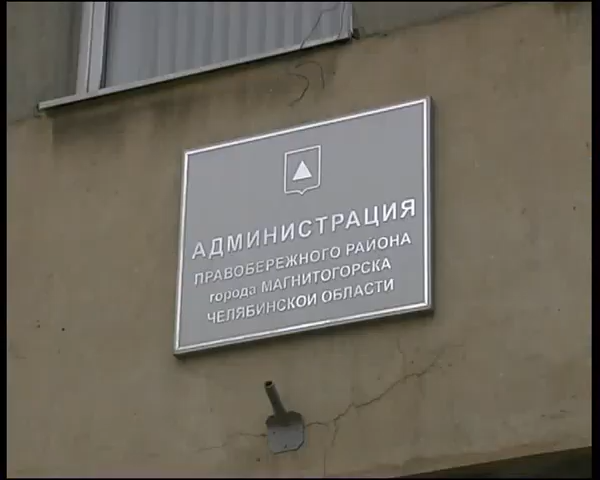 АДМИНИСТРАЦИЯ
ПРАВОБЕРЕЖНОГО РАЙОНА
города МАГНИТОГОРСКА
ЧЕЛЯБИНСКОЙ ОБЛАСТИ